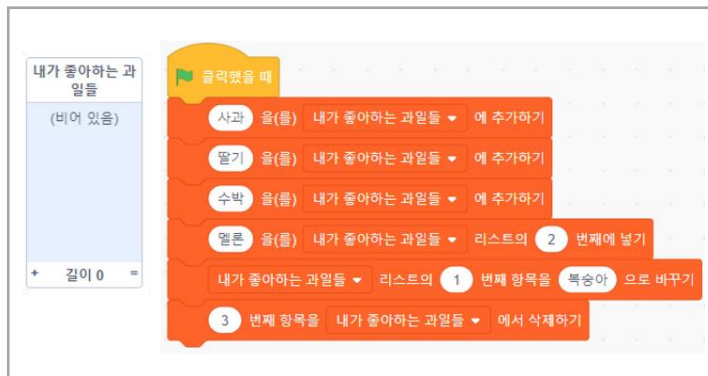 내가 좋아하는 과
일들
(비어 있음)
+ 길이 0 =
클릭했을 때
사과 을(를) 내가 좋아하는 과일들 에 추가하기
딸기 을(를) 내가 좋아하는 과일들 에 추가하기
수박 을(를) 내가 좋아하는 과일들 에 추가하기
멜론 을(를) 내가 좋아하는 과일들 리스트의 2 번째에 넣기
내가 좋아하는 과일들 리스트의 1 번째 항목을 복숭아 으로 바꾸기
3 번째 항목을 내가 좋아하는 과일들 에서 삭제하기